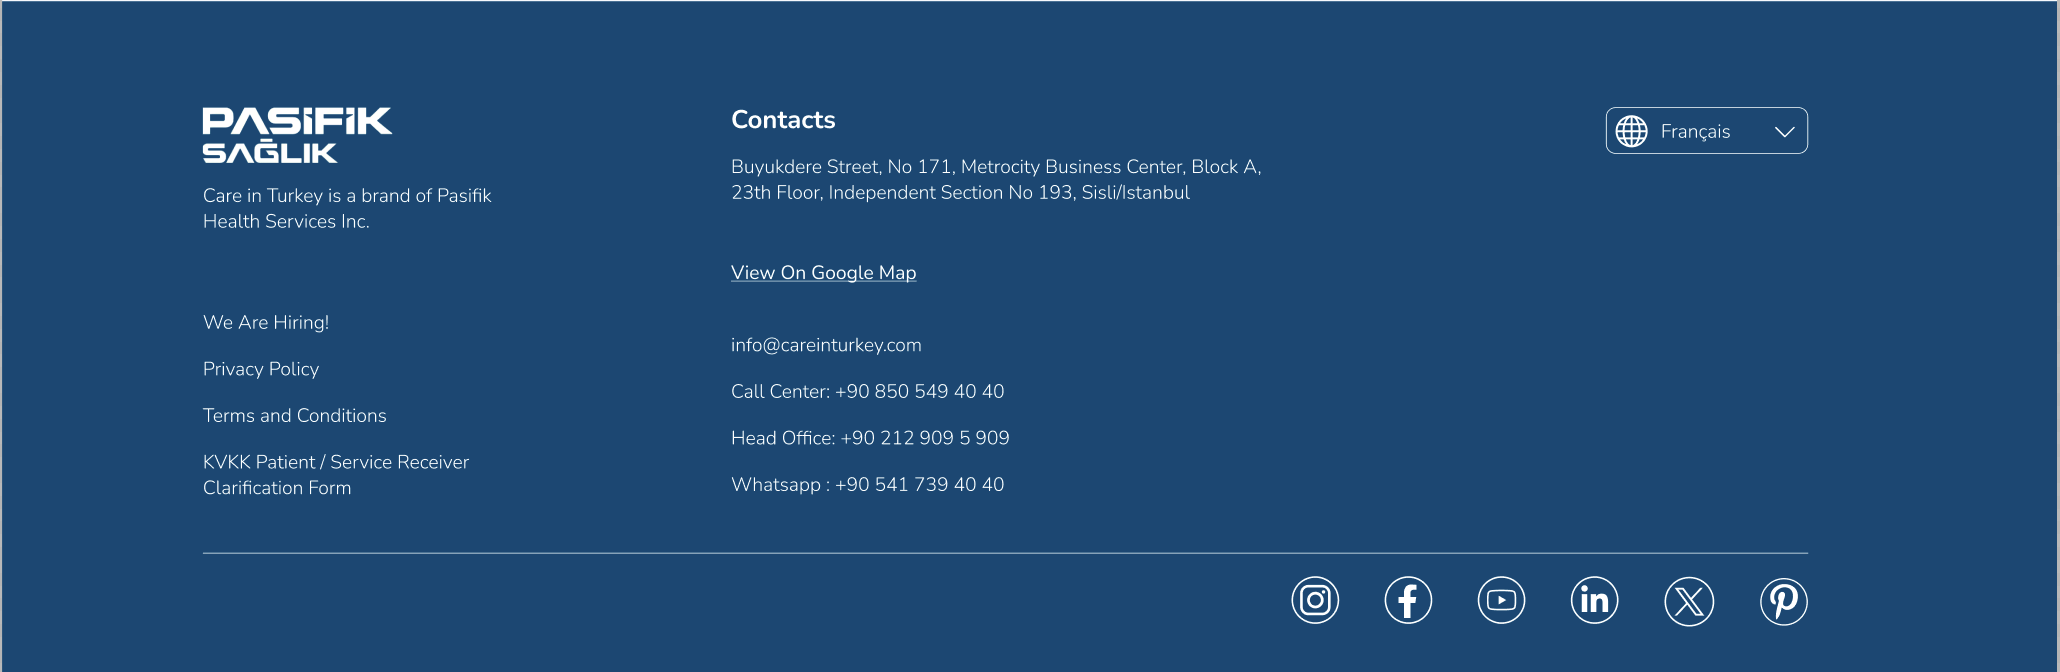 PASİFİK
SAĞLIK
Care in Turkey is a brand of Pasifik
Health Services Inc.
We Are Hiring!
Privacy Policy
Terms and Conditions
KVKK Patient / Service Receiver
Clarification Form
Contacts
Buyukdere Street, No 171, Metrocity Business Center, Block A,
23th Floor, Independent Section No 193, Sisli/Istanbul
View On Google Map
info@careinturkey.com
Call Center: +90 850 549 40 40
Head Office: +90 212 909 5 909
Whatsapp : +90 541 739 40 40
Français